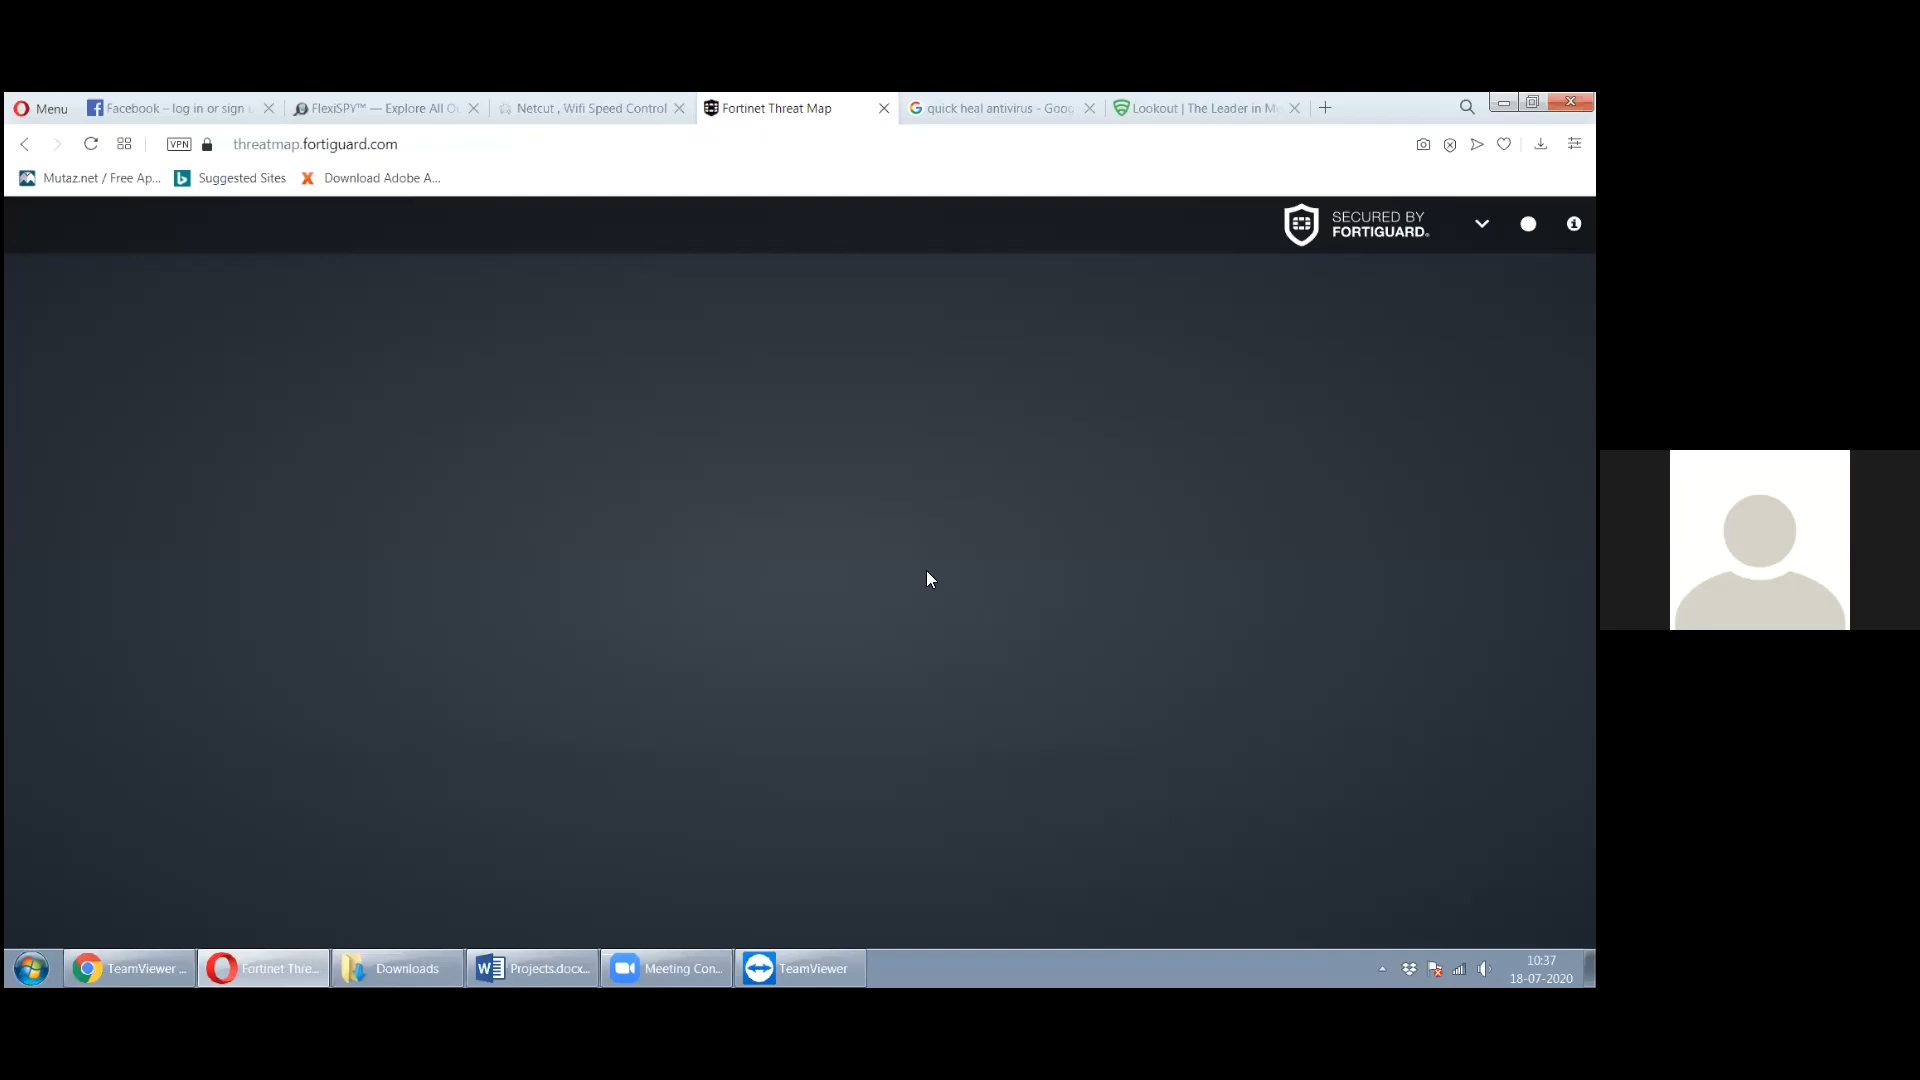 Menu
Facebook – log in or sign
FlexiSPY™ — Explore All O
Netcut , Wifi Speed Control
Fortinet Threat Map
quick heal antivirus - Goo
Lookout | The Leader in M
VPN
threatmap.fortiguard.com
Mutaz.net / Free Ap...
Suggested Sites
Download Adobe A...
SECURED BY
FORTIGUARD
TeamViewer ...
Fortinet Thre...
Downloads
Projects.docx...
Meeting Con...
TeamViewer
10:37
18-07-2020